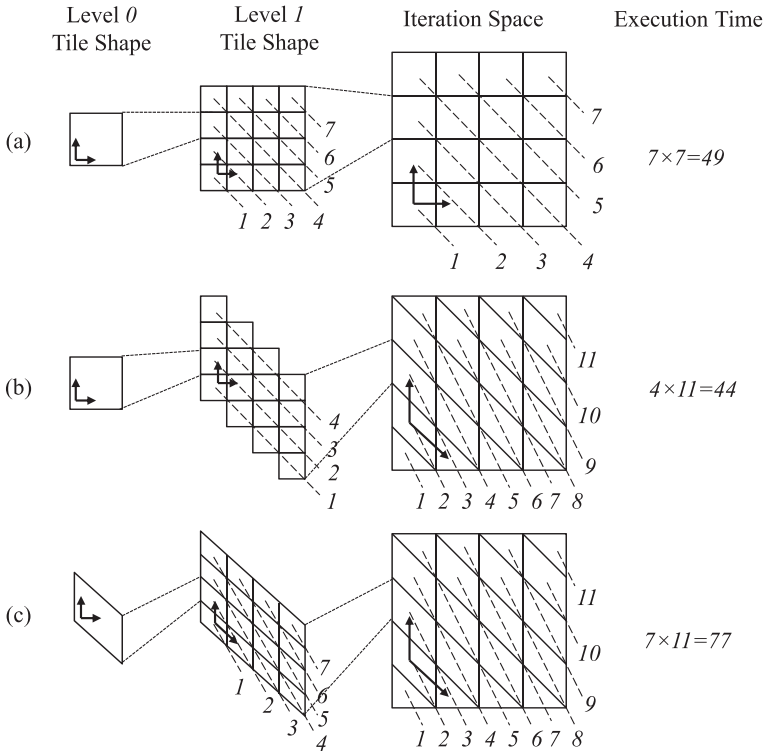 Level 0
Tile Shape
Level 1
Tile Shape
Iteration Space
Execution Time
(a)
7
6
5
1 2 3 4
7
6
5
1 2 3 4
7×7=49
(b)
4
3
2
1
11
10
9
1 2 3 4 5 6 7 8
4×11=44
(c)
7
6
5
1 2 3 4
11
10
9
1 2 3 4 5 6 7 8
7×11=77